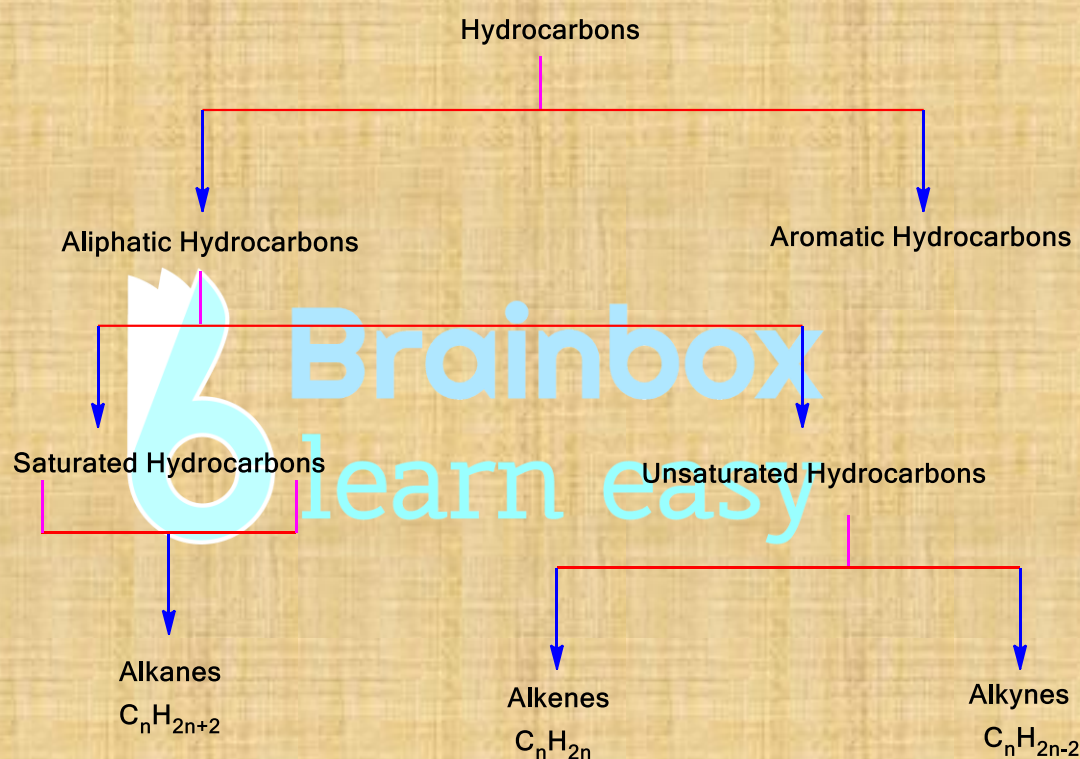 Hydrocarbons
Aliphatic Hydrocarbons
Aromatic Hydrocarbons
Brainbox
learn easy
Saturated Hydrocarbons
Unsaturated Hydrocarbons
Alkanes
CₙH₂ₙ₊₂
Alkenes
CₙH₂ₙ
Alkynes
CₙH₂ₙ₋₂